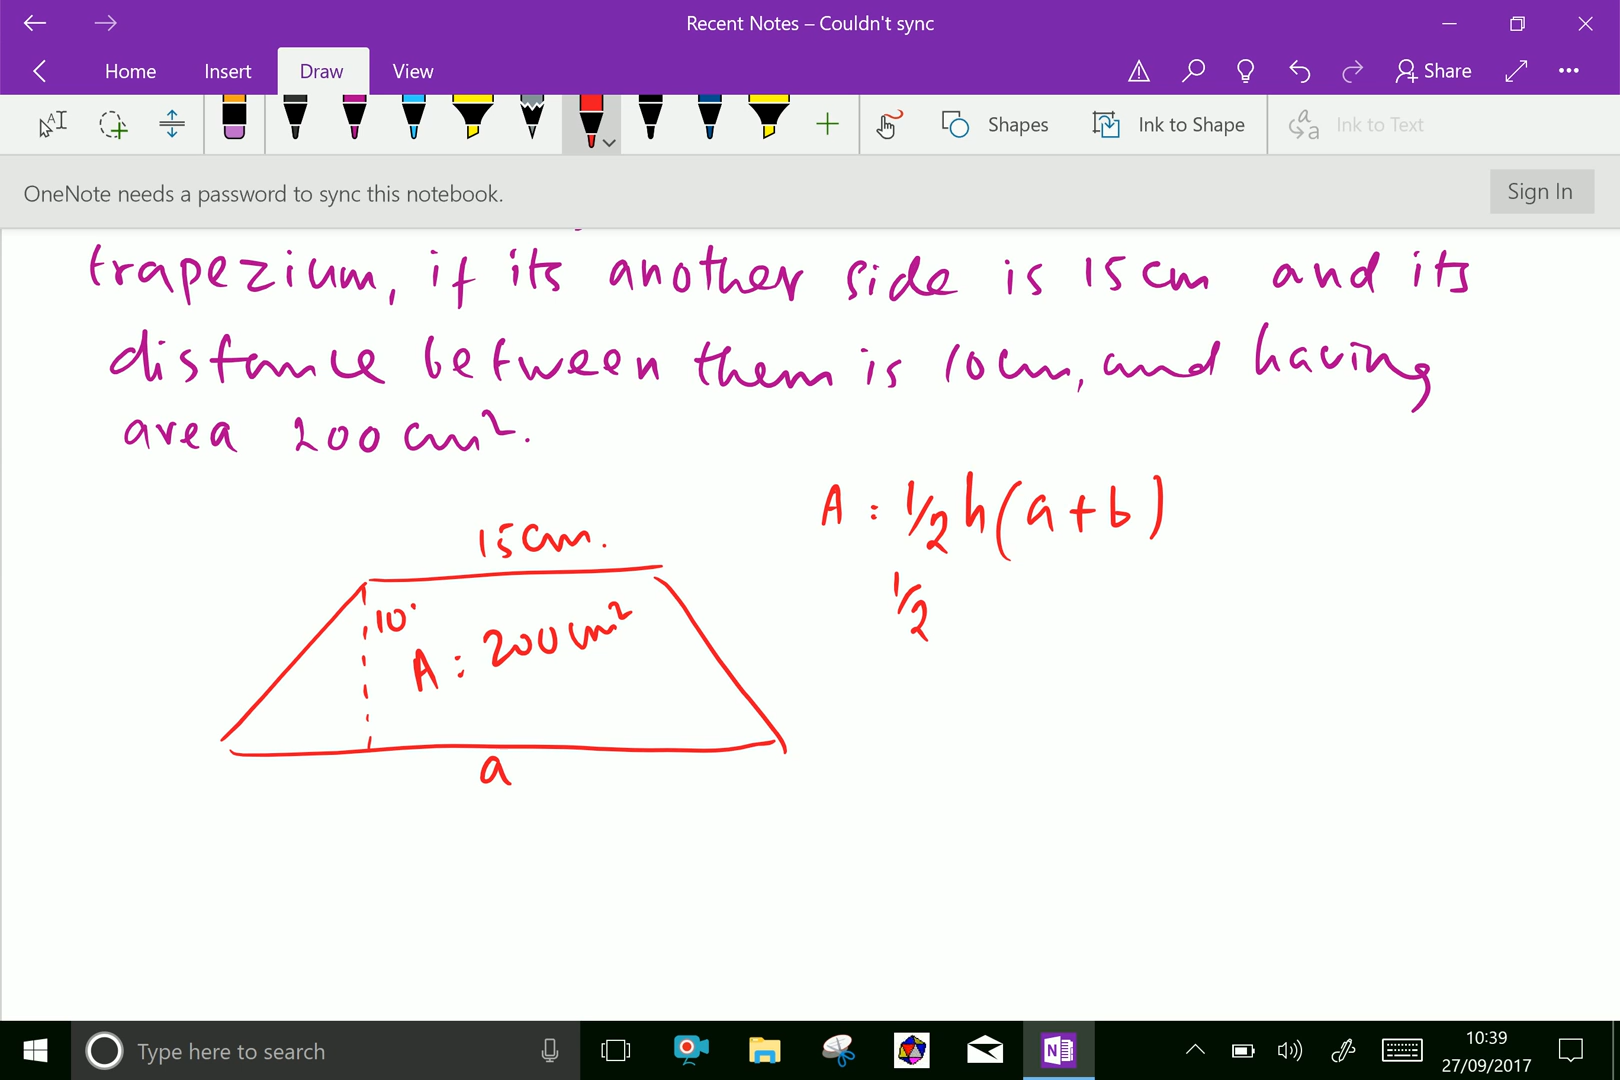 Recent Notes – Couldn't sync
Home Insert Draw View Share
Shapes Ink to Shape Ink to Text
OneNote needs a password to sync this notebook. Sign In
trapezium, if its another side is 15cm and its
distance between them is 10cm, and having
area 200cm².
A = ½h(a+b)
15cm.
½
10
A = 200cm²
a
Type here to search
10:39
27/09/2017